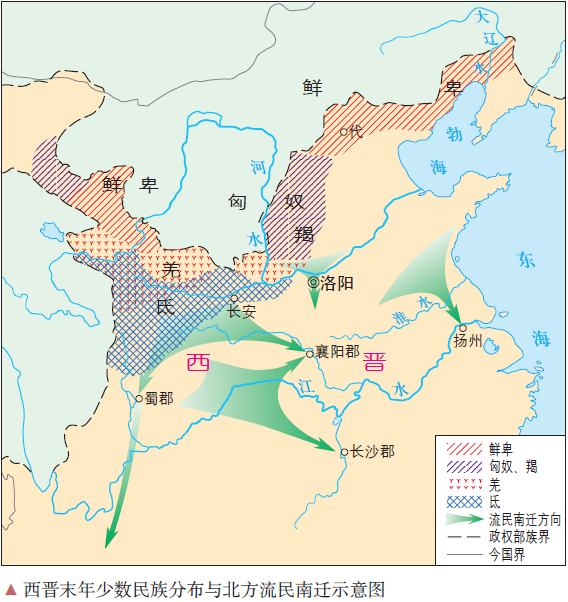 大辽水
鲜卑
代
勃海
河水
鲜卑
匈奴
羯
羌
氐
洛阳
长安
东海
淮水
扬州
襄阳郡
西晋
蜀郡
江水
长沙郡
鲜卑
匈奴、羯
羌
氐
流民南迁方向
政权部族界
今国界
▲ 西晋末年少数民族分布与北方流民南迁示意图